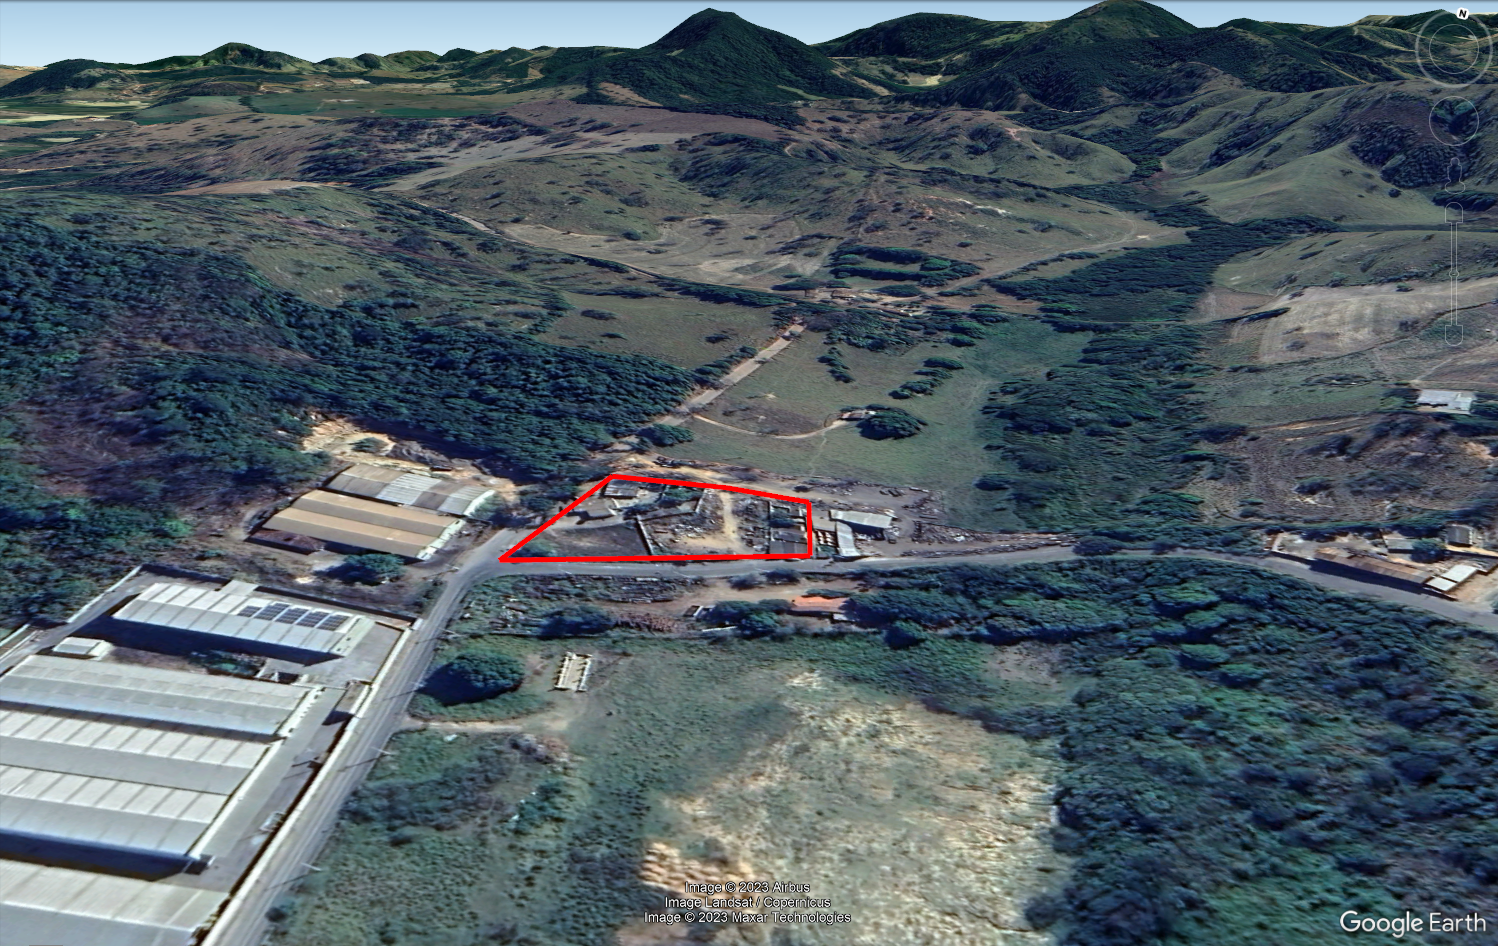 N
Image © 2023 Airbus
Image Landsat / Copernicus
Image © 2023 Maxar Technologies
Google Earth